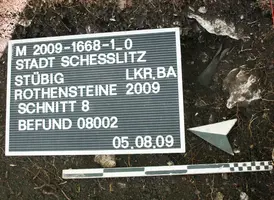 M 2009-1668-1_0
STADT SCHESSLITZ
STÜBIG LKR,BA
ROTHENSTEINE 2009
SCHNITT 8
BEFUND 08002
05.08.09